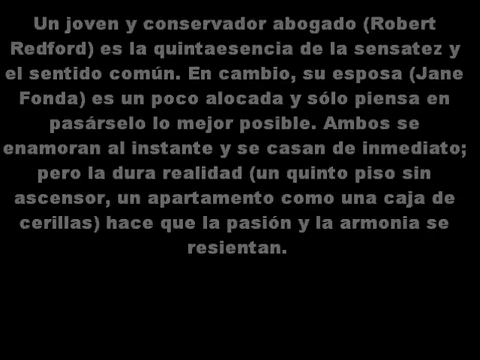 Un joven y conservador abogado (Robert
Redford) es la quintaesencia de la sensatez y
el sentido común. En cambio, su esposa (Jane
Fonda) es un poco alocada y sólo piensa en
pasárselo lo mejor posible. Ambos se
enamoran al instante y se casan de inmediato;
pero la dura realidad (un quinto piso sin
ascensor, un apartamento como una caja de
cerillas) hace que la pasión y la armonia se
resientan.